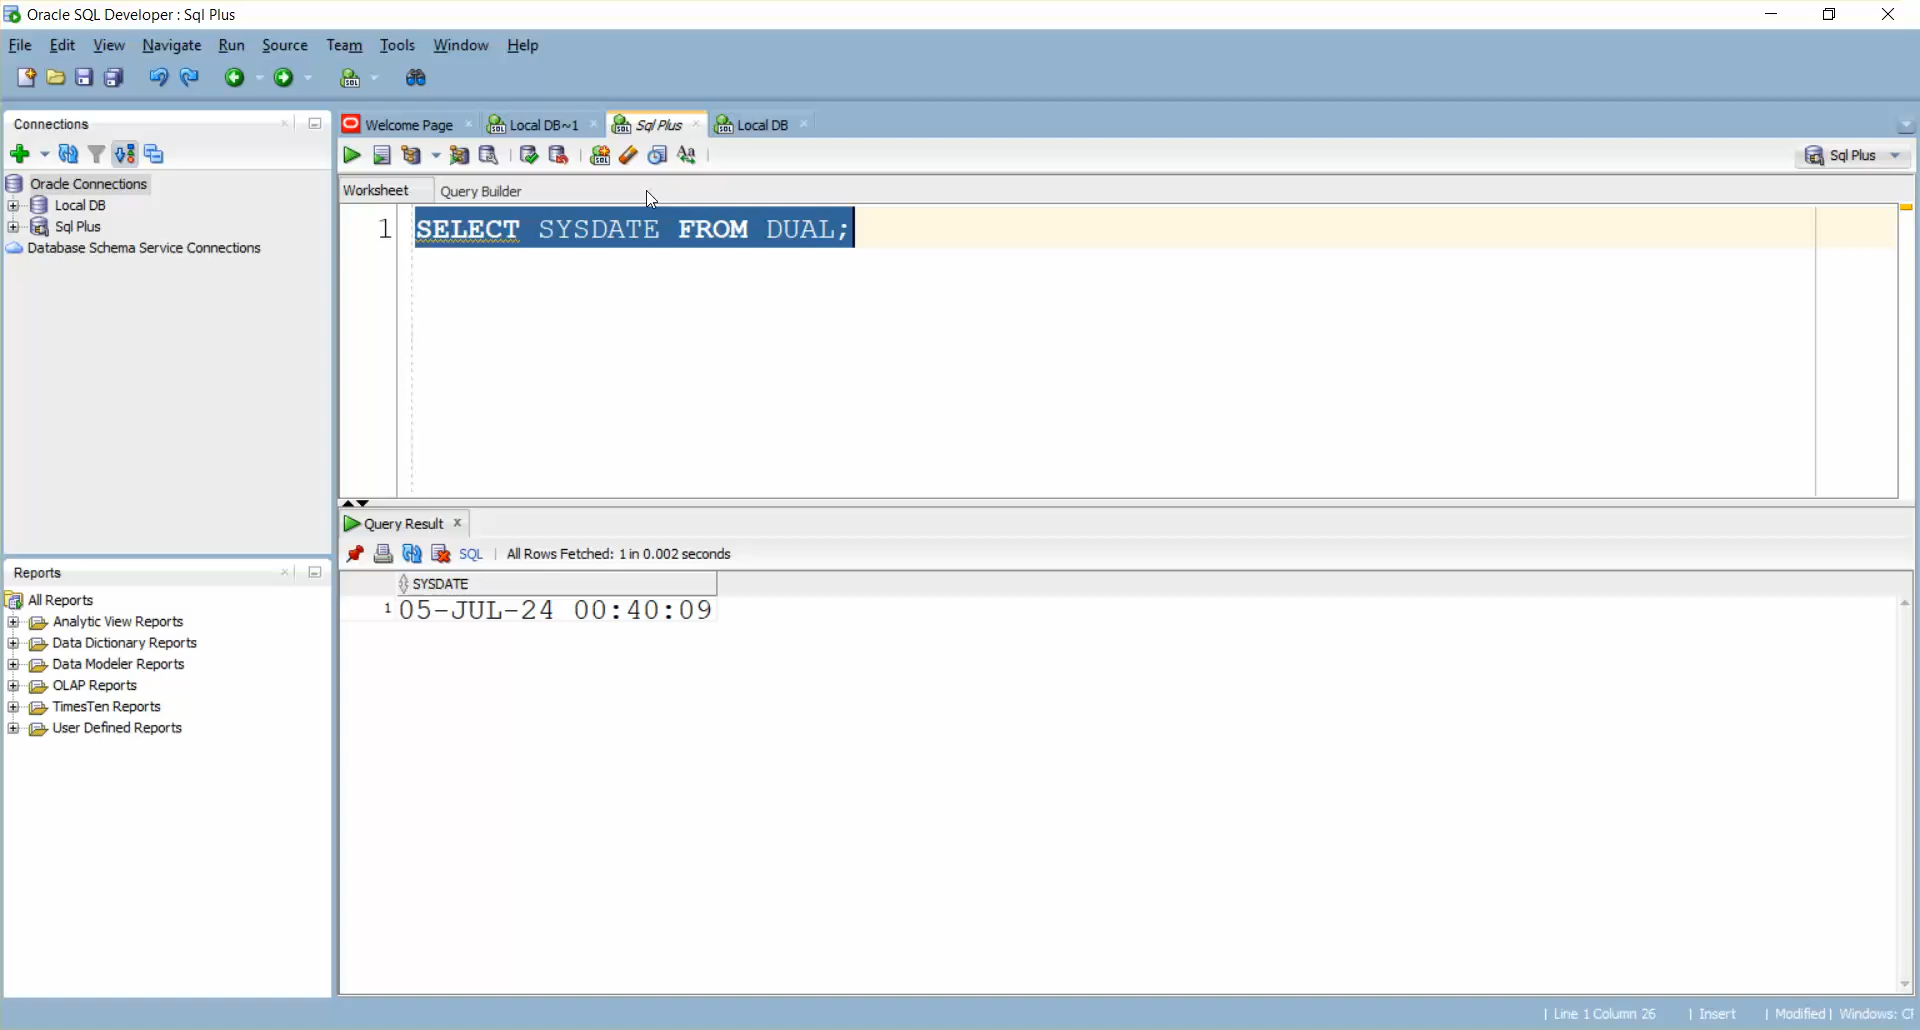 Oracle SQL Developer : Sql Plus
File Edit View Navigate Run Source Team Tools Window Help
Connections
Oracle Connections
Local DB
Sql Plus
Database Schema Service Connections
Reports
All Reports
Analytic View Reports
Data Dictionary Reports
Data Modeler Reports
OLAP Reports
TimesTen Reports
User Defined Reports
Welcome Page Local DB~1 Sql Plus Local DB
Sql Plus
Worksheet Query Builder
1 SELECT SYSDATE FROM DUAL;
Query Result
SQL | All Rows Fetched: 1 in 0.002 seconds
SYSDATE
1 05-JUL-24 00:40:09
| Line 1 Column 26 | Insert | Modified | Windows: C